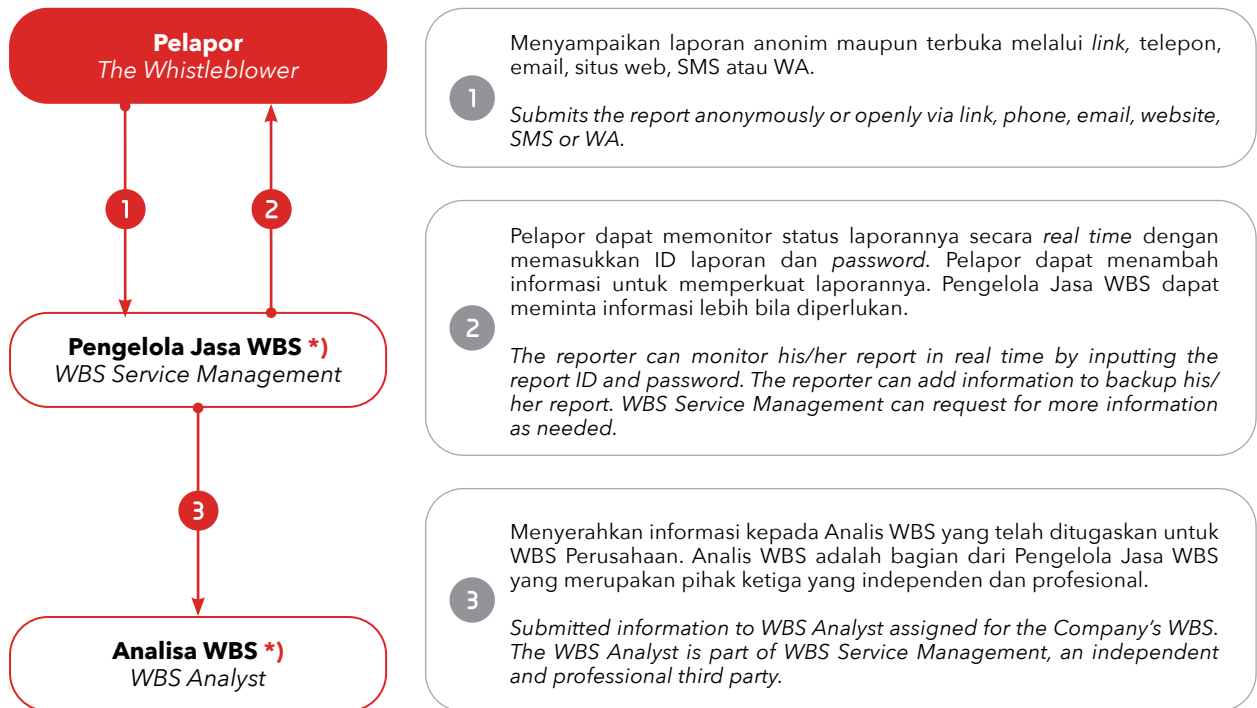 Pelapor
The Whistleblower
1
2
Pengelola Jasa WBS *)
WBS Service Management
3
Analisa WBS *)
WBS Analyst
1
Menyampaikan laporan anonim maupun terbuka melalui link, telepon,
email, situs web, SMS atau WA.
Submits the report anonymously or openly via link, phone, email, website,
SMS or WA.
2
Pelapor dapat memonitor status laporannya secara real time dengan
memasukkan ID laporan dan password. Pelapor dapat menambah
informasi untuk memperkuat laporannya. Pengelola Jasa WBS dapat
meminta informasi lebih bila diperlukan.
The reporter can monitor his/her report in real time by inputting the
report ID and password. The reporter can add information to backup his/
her report. WBS Service Management can request for more information
as needed.
3
Menyerahkan informasi kepada Analis WBS yang telah ditugaskan untuk
WBS Perusahaan. Analis WBS adalah bagian dari Pengelola Jasa WBS
yang merupakan pihak ketiga yang independen dan profesional.
Submitted information to WBS Analyst assigned for the Company's WBS.
The WBS Analyst is part of WBS Service Management, an independent
and professional third party.